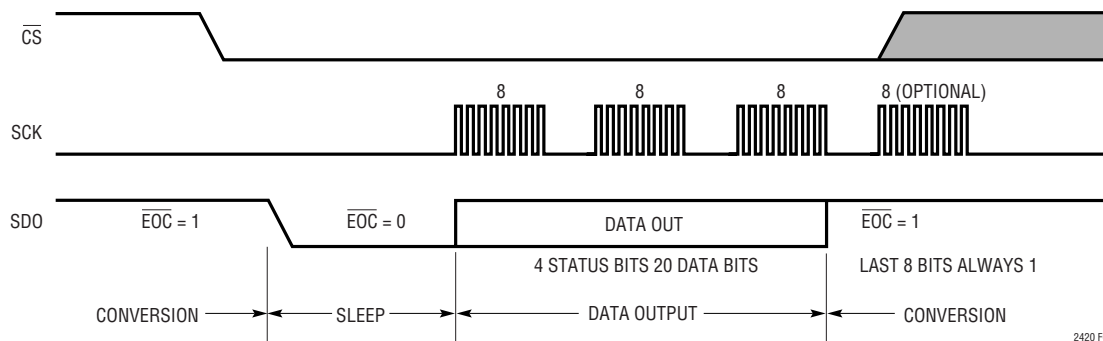 CS
8 8 8 8 (OPTIONAL)
SCK
SDO EOC = 1 EOC = 0 DATA OUT EOC = 1
4 STATUS BITS 20 DATA BITS LAST 8 BITS ALWAYS 1
CONVERSION SLEEP DATA OUTPUT CONVERSION
2420 F